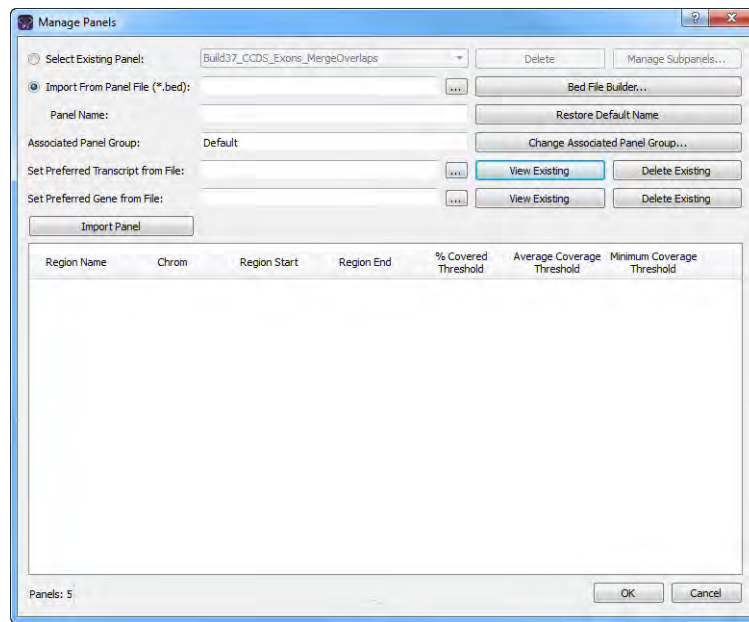 Manage Panels
?
X
Select Existing Panel: Build37_CCDS_Exons_MergeOverlaps Delete Manage Subpanels...
Import From Panel File (*.bed): ... Bed File Builder...
Panel Name: Restore Default Name
Associated Panel Group: Default Change Associated Panel Group...
Set Preferred Transcript from File: ... View Existing Delete Existing
Set Preferred Gene from File: ... View Existing Delete Existing
Import Panel
Region Name Chrom Region Start Region End % Covered Threshold Average Coverage Threshold Minimum Coverage Threshold
Panels: 5 OK Cancel